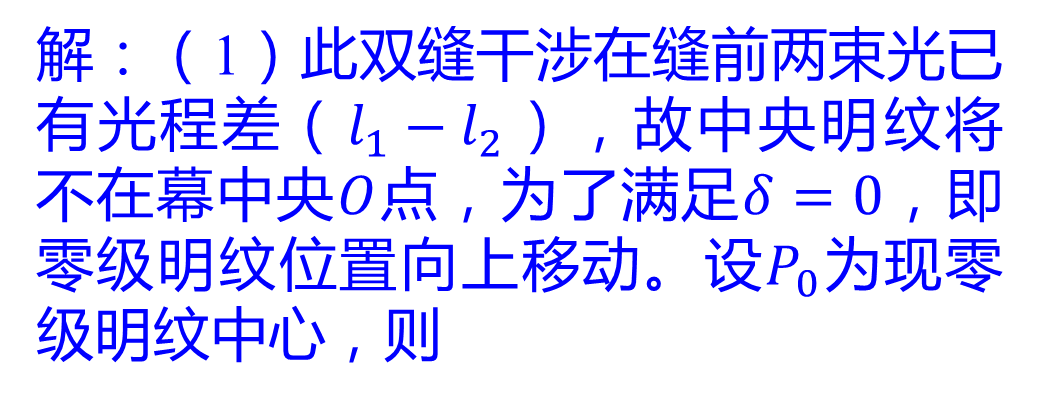 解：（1）此双缝干涉在缝前两束光已
有光程差（l₁ − l₂），故中央明纹将
不在幕中央O点，为了满足δ = 0，即
零级明纹位置向上移动。设P₀为现零
级明纹中心，则